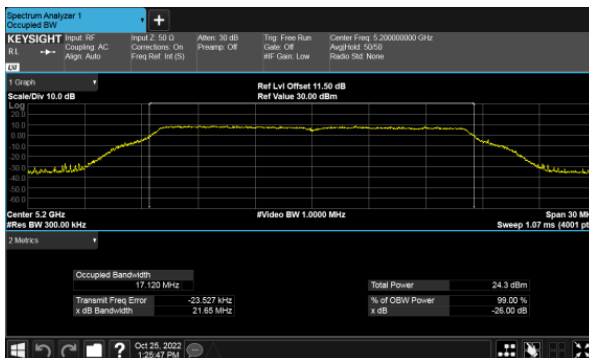 Spectrum Analyzer 1
Occupied BW
KEYSIGHT
RL
Input: RF
Coupling: AC
Align: Auto
Input Z: 50 Ω
Corrections: On
Freq Ref: Int (S)
Atten: 30 dB
Preamp: Off
Trig: Free Run
Gate: Off
#IF Gain: Low
Center Freq: 5.200000000 GHz
Avg|Hold: 50/50
Radio Std: None
1 Graph
Scale/Div 10.0 dB
Ref Lvl Offset 11.50 dB
Ref Value 30.00 dBm
Log
20.0
10.0
0.00
-10.0
-20.0
-30.0
-40.0
-50.0
-60.0
Center 5.2 GHz
#Res BW 300.00 kHz
#Video BW 1.0000 MHz
Span 30 MH
Sweep 1.07 ms (4001 pt
2 Metrics
Occupied Bandwidth
17.120 MHz
Transmit Freq Error -23.527 kHz
x dB Bandwidth 21.65 MHz
Total Power 24.3 dBm
% of OBW Power 99.00 %
x dB -26.00 dB
Oct 25, 2022
1:25:47 PM